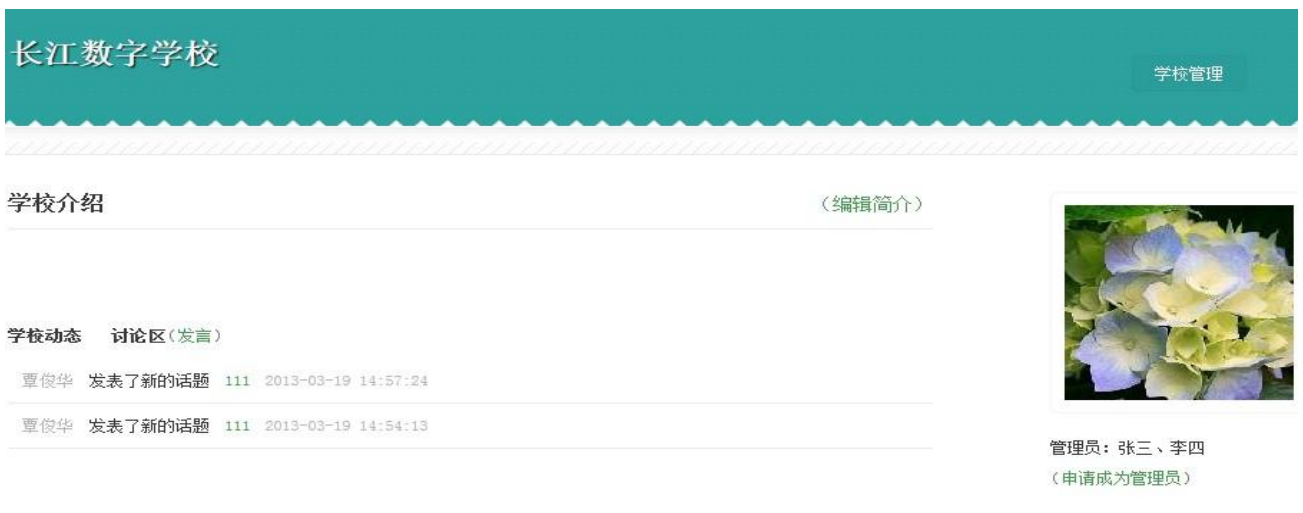 长江数字学校
学校管理
学校介绍
（编辑简介）
学校动态 讨论区（发言）
覃俊华 发表了新的话题 111 2013-03-19 14:57:24
覃俊华 发表了新的话题 111 2013-03-19 14:54:13
管理员：张三、李四
（申请成为管理员）